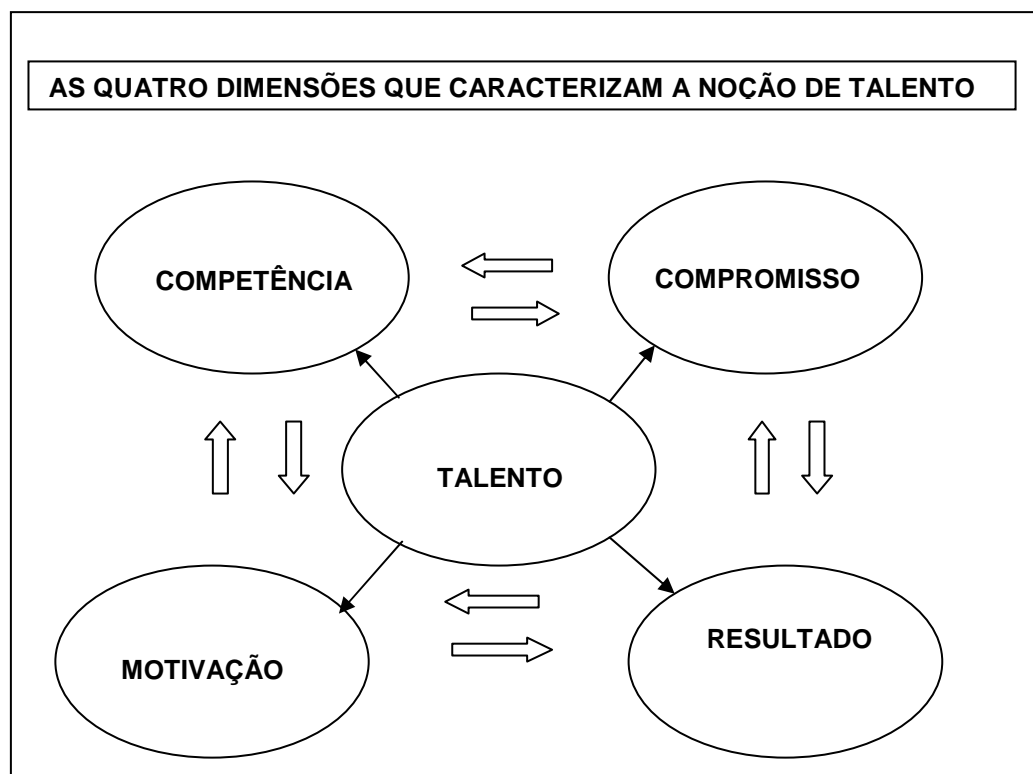 AS QUATRO DIMENSÕES QUE CARACTERIZAM A NOÇÃO DE TALENTO
COMPETÊNCIA
COMPROMISSO
TALENTO
MOTIVAÇÃO
RESULTADO